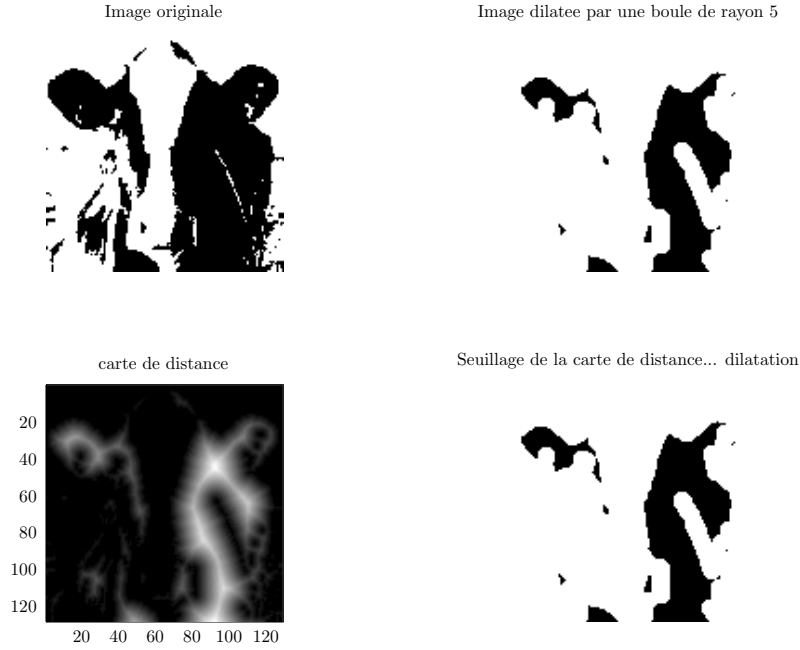 Image originale
Image dilatee par une boule de rayon 5
carte de distance
Seuillage de la carte de distance... dilatation
20
40
60
80
100
120
20 40 60 80 100 120